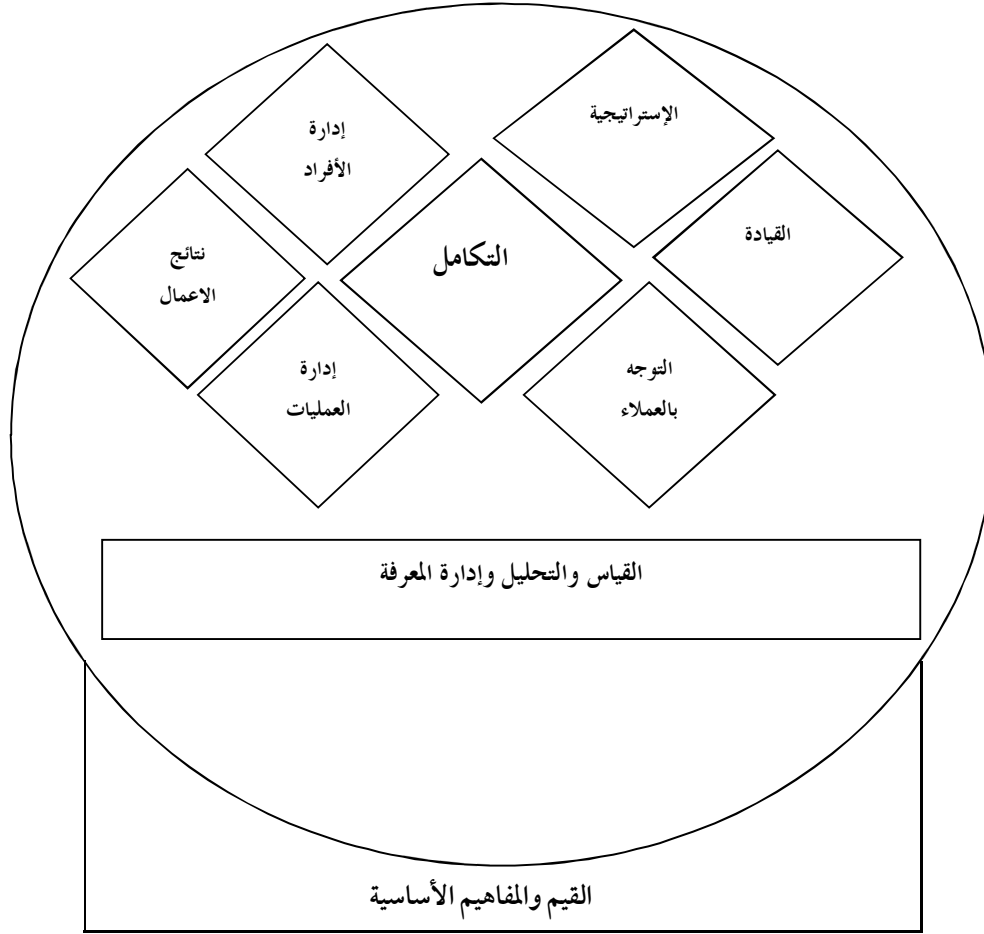 الإستراتيجية
إدارة
الأفراد
القيادة
التكامل
نتائج
الاعمال
التوجه
بالعملاء
إدارة
العمليات
القياس والتحليل وإدارة المعرفة
القيم والمفاهيم الأساسية